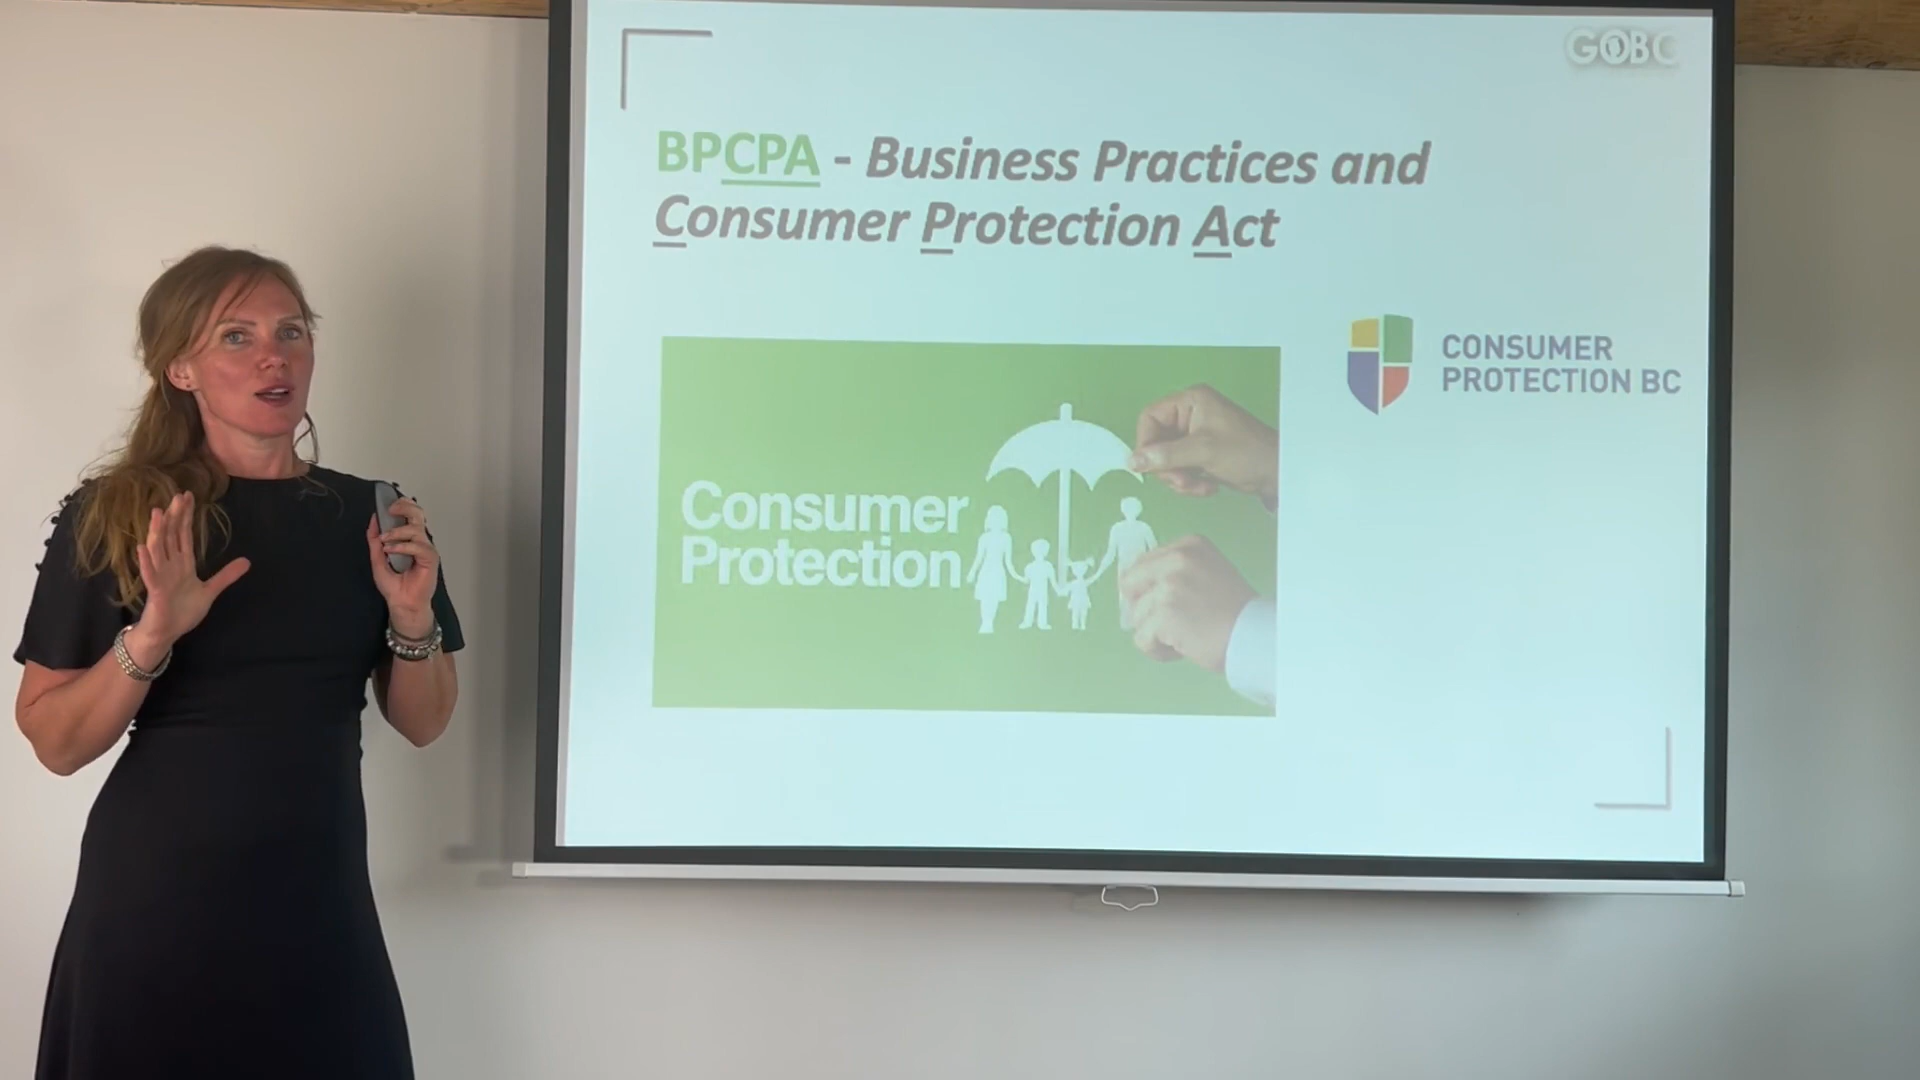 GOBC
BPCPA - Business Practices and
Consumer Protection Act
CONSUMER
PROTECTION BC
Consumer
Protection